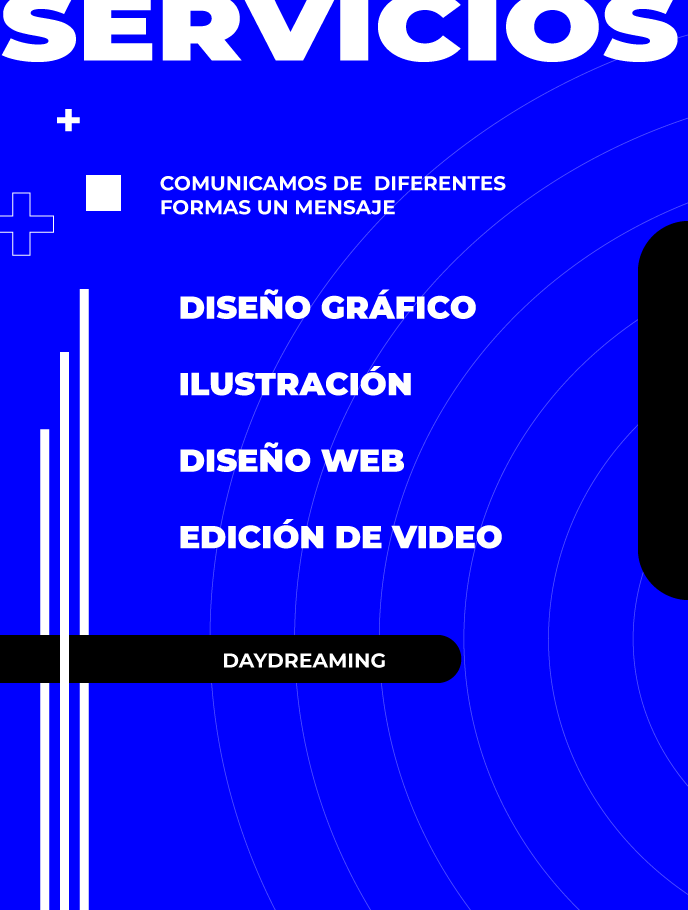 SERVICIOS
COMUNICAMOS DE DIFERENTES
FORMAS UN MENSAJE
DISEÑO GRÁFICO
ILUSTRACIÓN
DISEÑO WEB
EDICIÓN DE VIDEO
DAYDREAMING